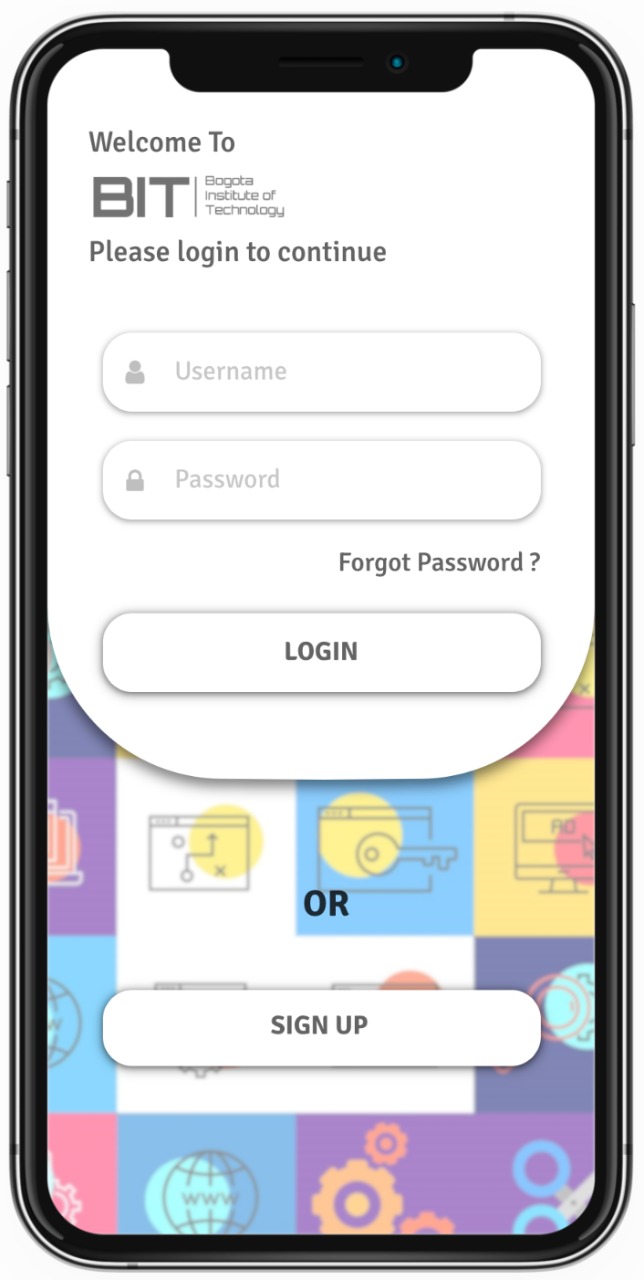 Welcome To
BIT
Bogota
Institute of
Technology
Please login to continue
Username
Password
Forgot Password ?
LOGIN
AD
OR
SIGN UP
WWW